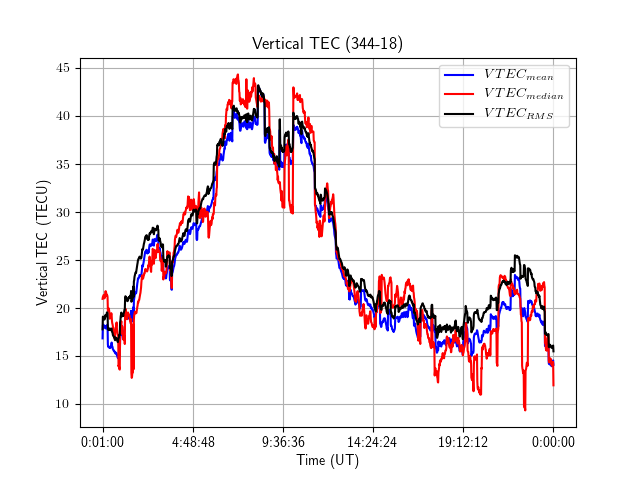 Vertical TEC (344-18)
VTEC_mean
VTEC_median
VTEC_RMS
45
40
35
30
25
20
15
10
Vertical TEC (TECU)
0:01:00 4:48:48 9:36:36 14:24:24 19:12:12 0:00:00
Time (UT)